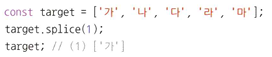 const target = ['가', '나', '다', '라', '마'];
target.splice(1);
target; // (1) ['가']